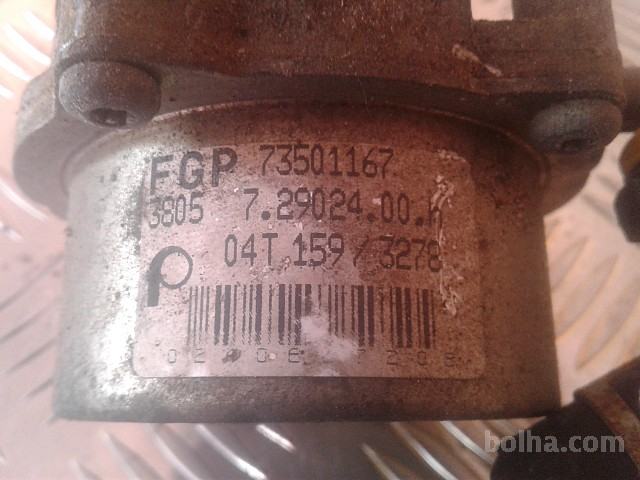 FGP 73501167
3805 7.29024.00.
04T 159 / 3278
bolha.com